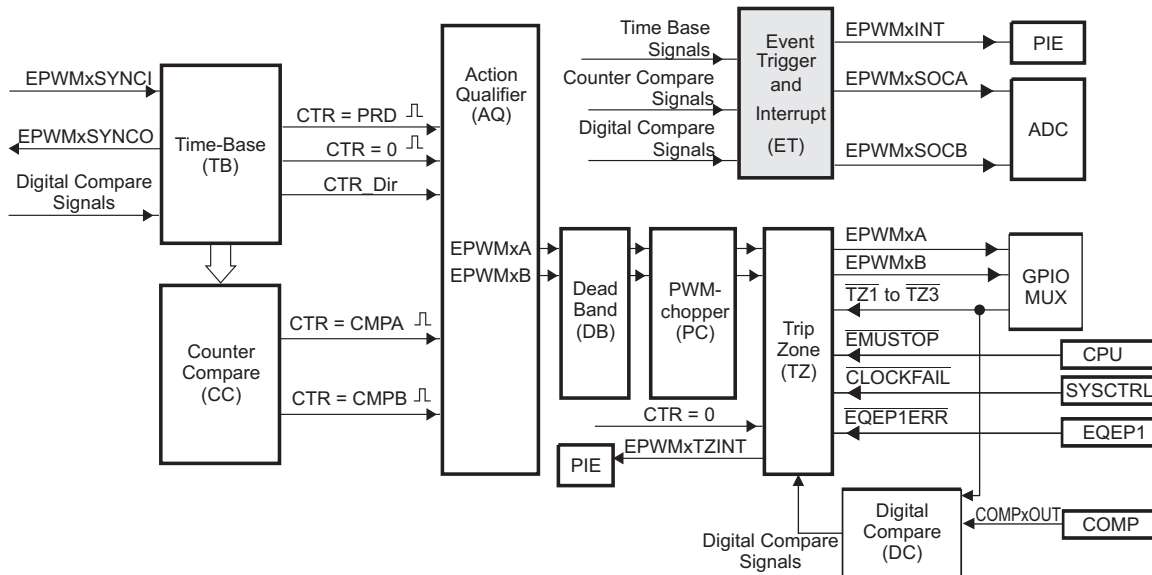 EPWMxSYNCI
EPWMxSYNCO
Digital Compare
Signals
Time-Base
(TB)
CTR = PRD
CTR = 0
CTR_Dir
Counter
Compare
(CC)
CTR = CMPA
CTR = CMPB
Action
Qualifier
(AQ)
EPWMxA
EPWMxB
Time Base
Signals
Counter Compare
Signals
Digital Compare
Signals
Event
Trigger
and
Interrupt
(ET)
EPWMxINT
EPWMxSOCA
EPWMxSOCB
PIE
ADC
Dead
Band
(DB)
PWM-
chopper
(PC)
Trip
Zone
(TZ)
EPWMxA
EPWMxB
TZ1 to TZ3
EMUSTOP
CLOCKFAIL
EQEP1ERR
GPIO
MUX
CPU
SYSCTRL
EQEP1
CTR = 0
EPWMxTZINT
PIE
Digital Compare
Signals
Digital
Compare
(DC)
COMPxOUT
COMP